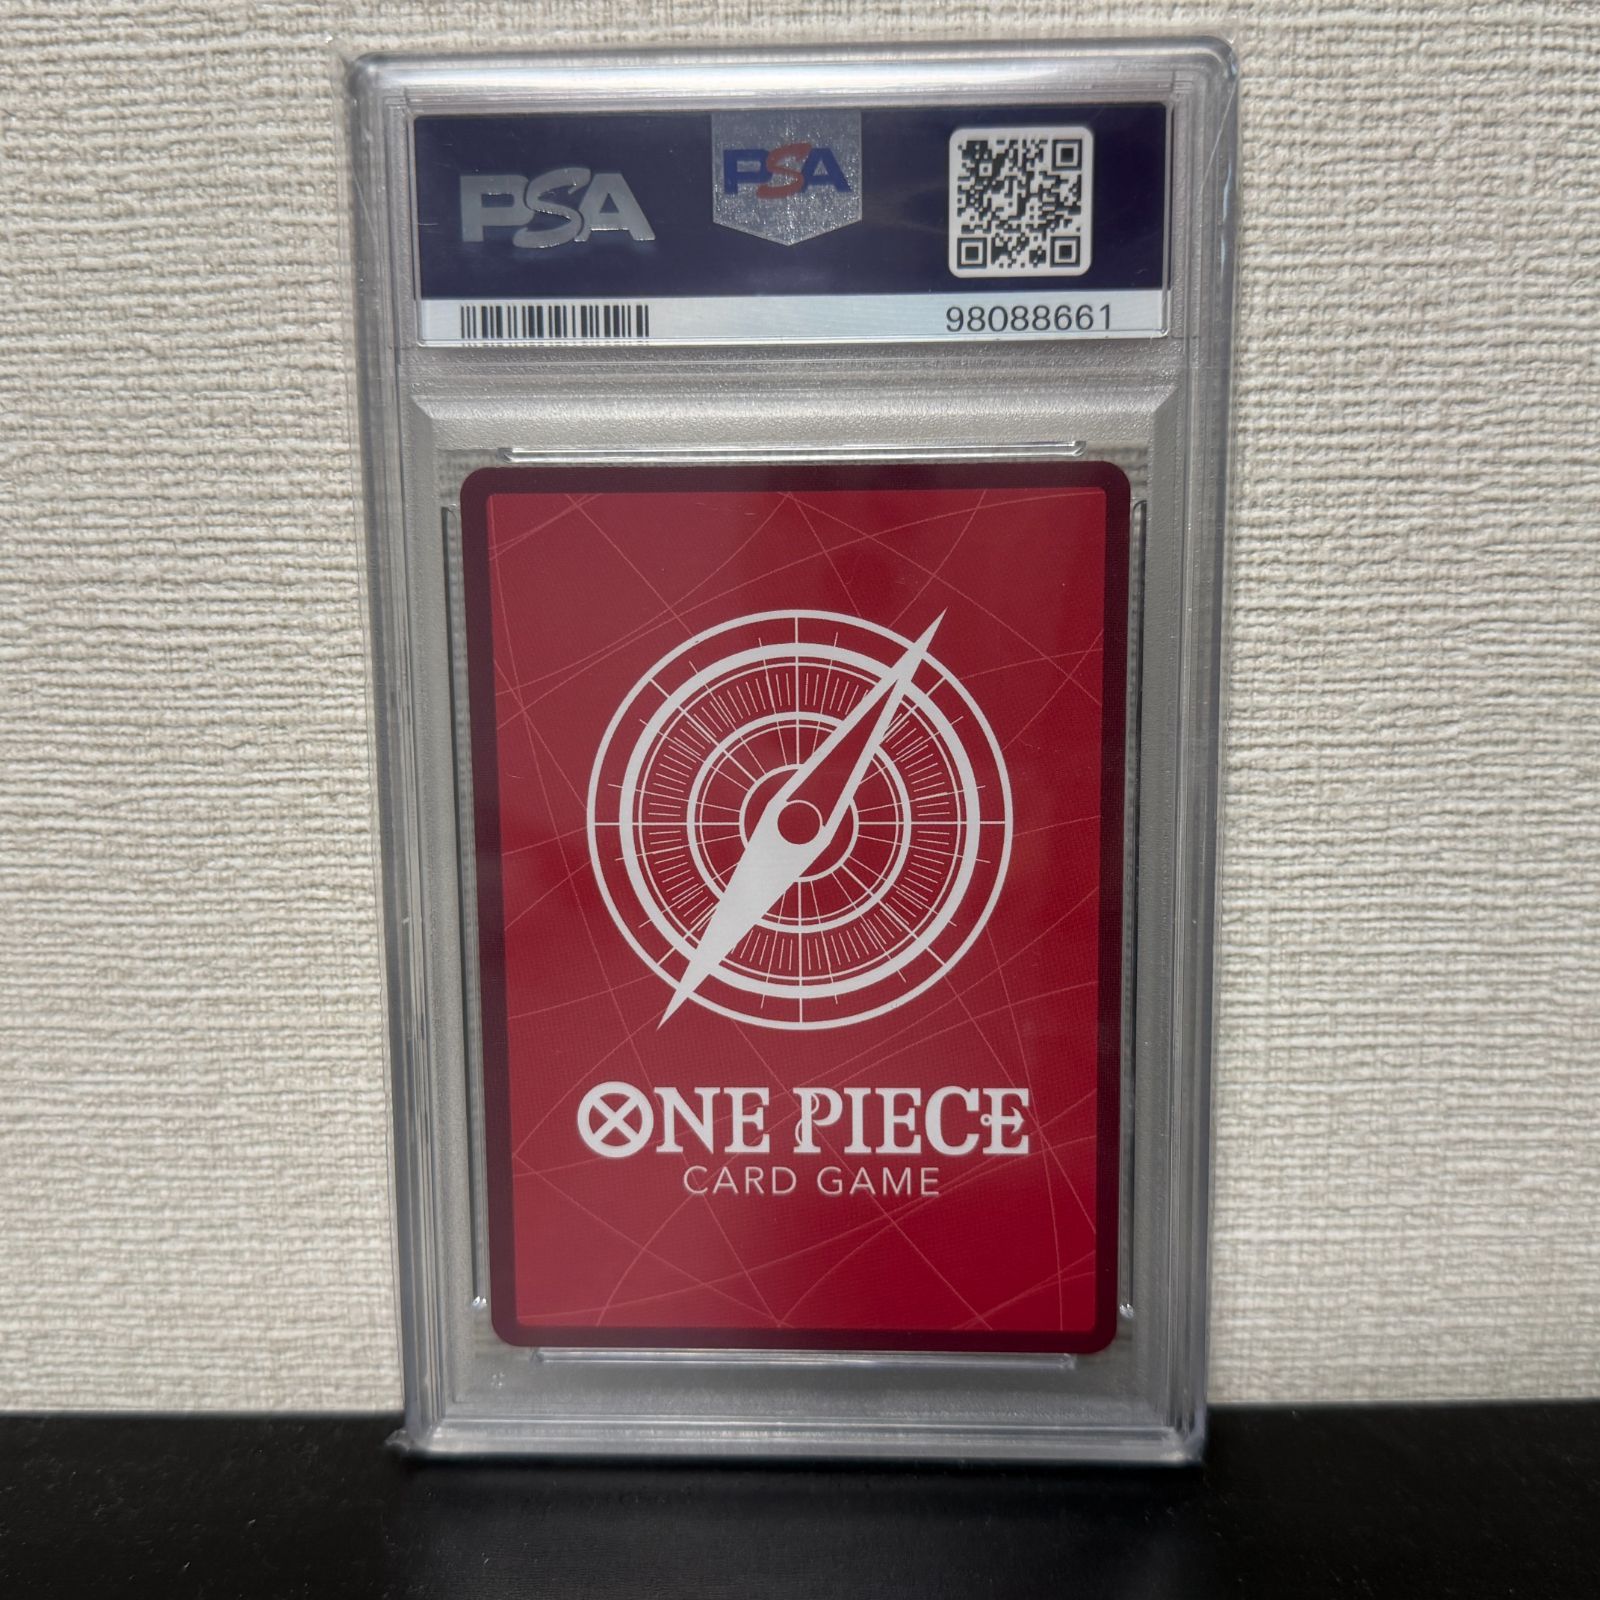 PSA
PSA
98088661
ONE PIECE
CARD GAME